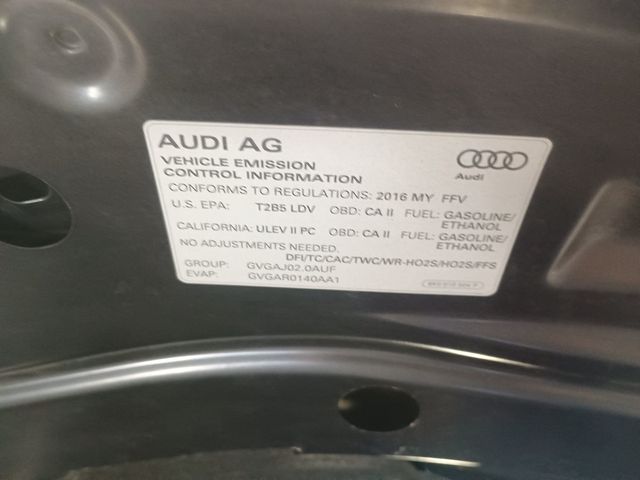 AUDI AG
Audi
VEHICLE EMISSION
CONTROL INFORMATION
CONFORMS TO REGULATIONS: 2016 MY FFV
U.S. EPA: T2B5 LDV OBD: CA II FUEL: GASOLINE/
ETHANOL
CALIFORNIA: ULEV II PC OBD: CA II FUEL: GASOLINE/
ETHANOL
NO ADJUSTMENTS NEEDED.
DFI/TC/CAC/TWC/WR-HO2S/HO2S/FFS
GROUP: GVGAJ02.0AUF
EVAP: GVGAR0140AA1